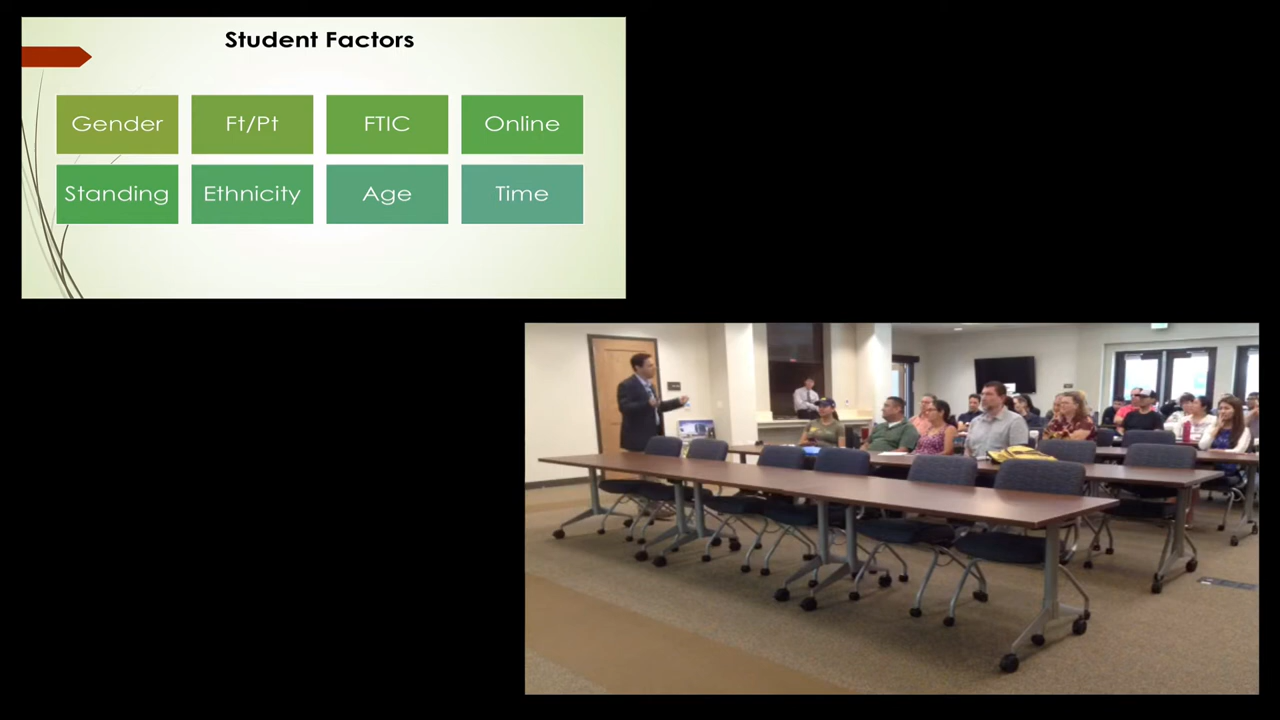 Student Factors
Gender
Ft/Pt
FTIC
Online
Standing
Ethnicity
Age
Time